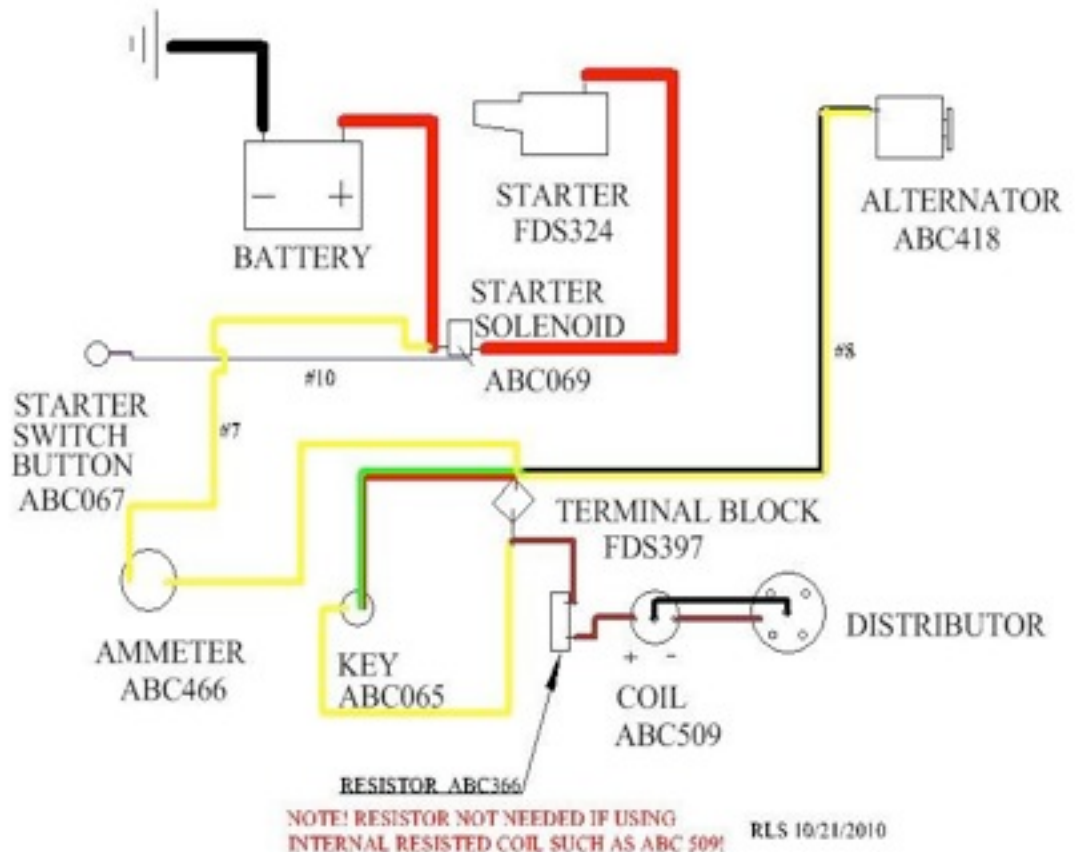 STARTER
FDS324
ALTERNATOR
ABC418
− +
BATTERY
STARTER
SOLENOID
ABC069
#10
#8
STARTER
SWITCH
BUTTON
ABC067
#7
TERMINAL BLOCK
FDS397
AMMETER
ABC466
KEY
ABC065
+ -
COIL
ABC509
DISTRIBUTOR
RESISTOR ABC366
NOTE! RESISTOR NOT NEEDED IF USING
INTERNAL RESISTED COIL SUCH AS ABC 509!
RLS 10/21/2010